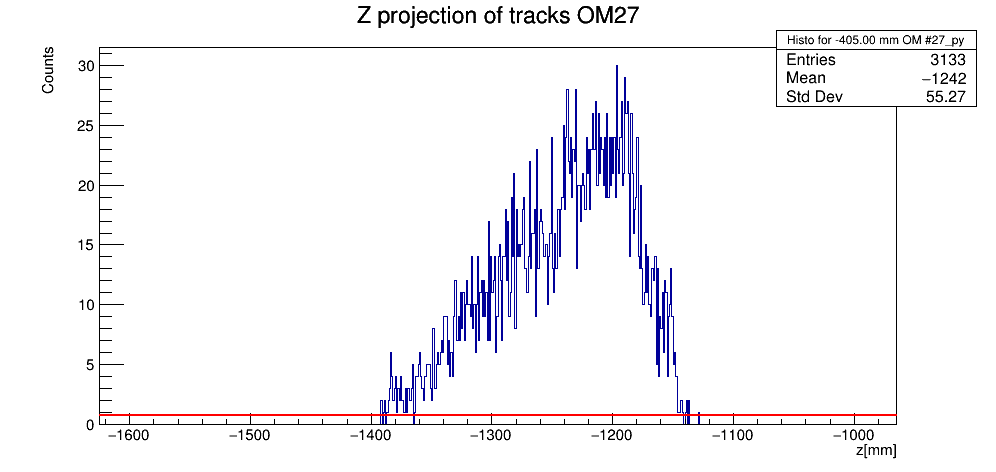 Z projection of tracks OM27
Histo for -405.00 mm OM #27_py
Entries 3133
Mean −1242
Std Dev 55.27
Counts
30
25
20
15
10
5
0
−1600 −1500 −1400 −1300 −1200 −1100 −1000
z[mm]